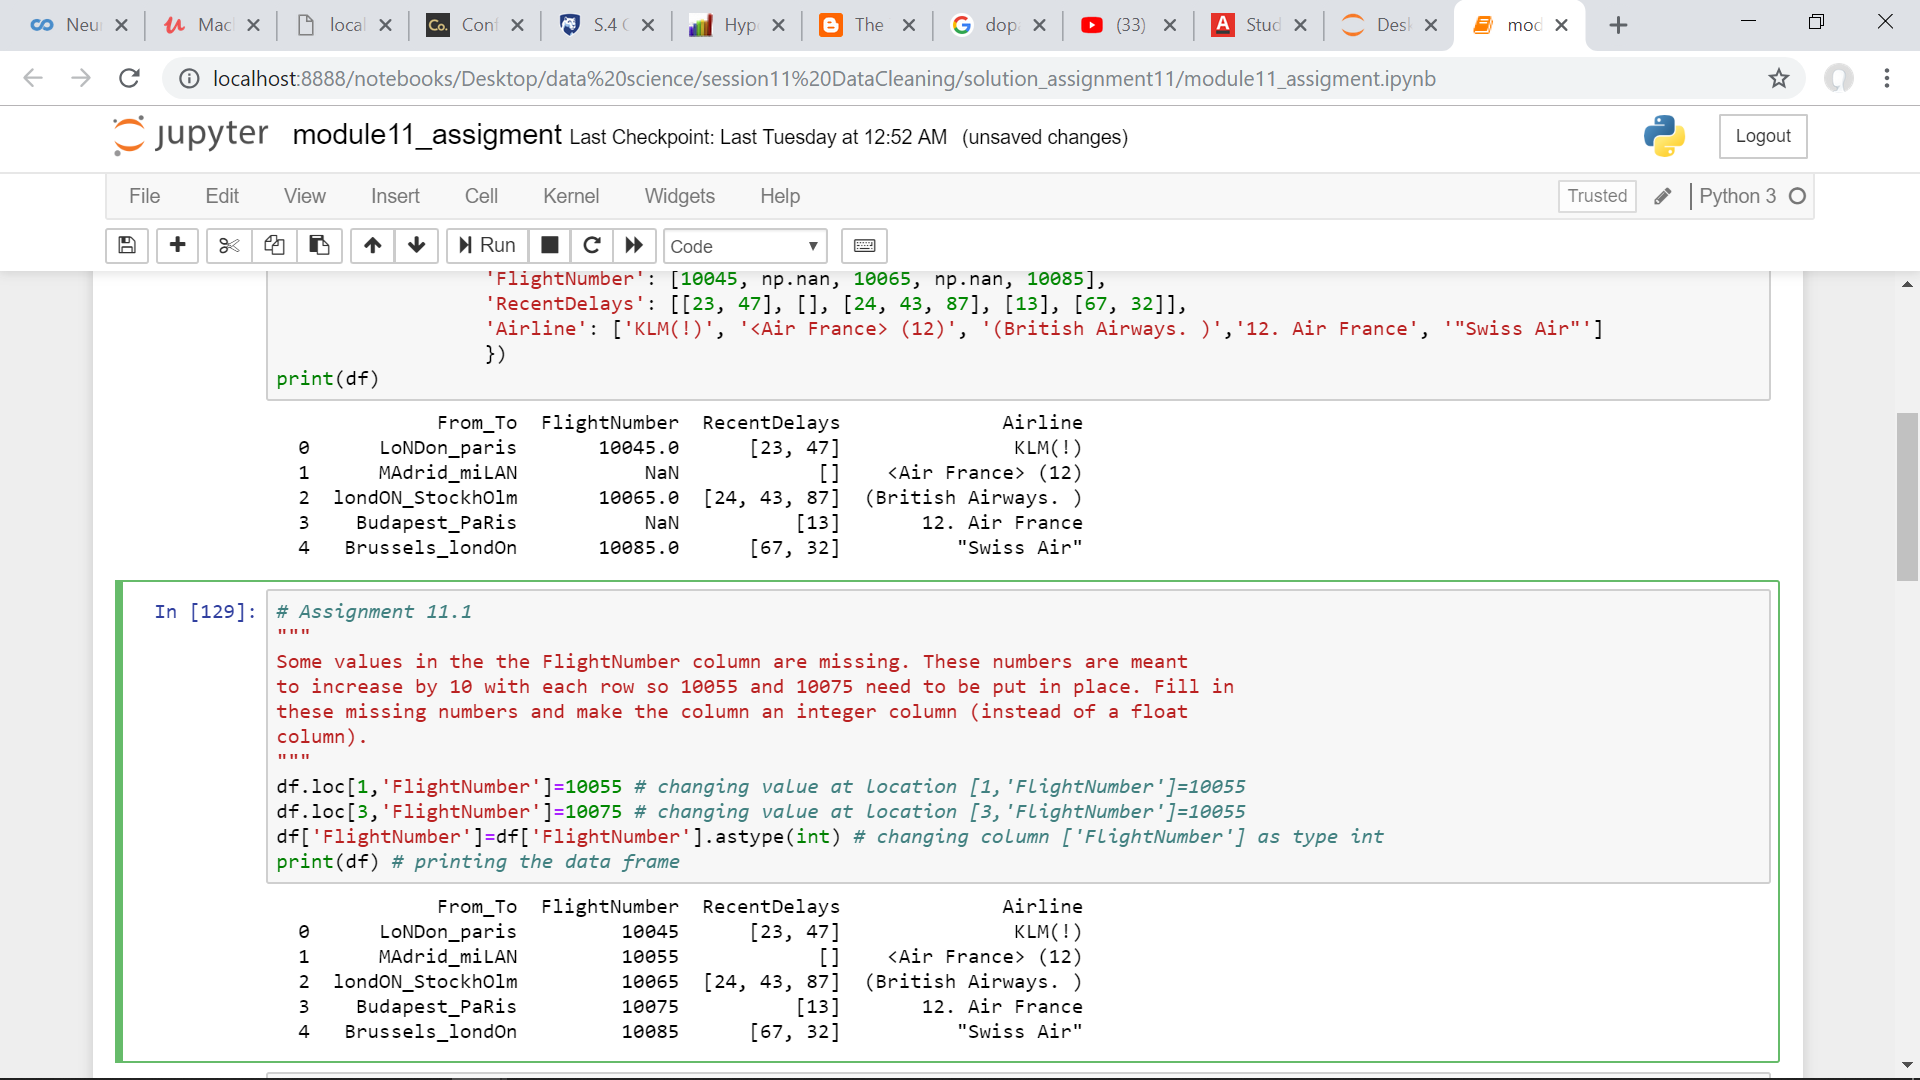 Neu Mac local Co. Conf S.4 Hyp The dop (33) A Stud Desk mod
localhost:8888/notebooks/Desktop/data%20science/session11%20DataCleaning/solution_assignment11/module11_assigment.ipynb
jupyter module11_assigment Last Checkpoint: Last Tuesday at 12:52 AM (unsaved changes) Logout
File Edit View Insert Cell Kernel Widgets Help Trusted Python 3
Run Code
'FlightNumber': [10045, np.nan, 10065, np.nan, 10085],
'RecentDelays': [[23, 47], [], [24, 43, 87], [13], [67, 32]],
'Airline': ['KLM(!)', '<Air France> (12)', '(British Airways. )','12. Air France', '"Swiss Air"']
})
print(df)
From_To FlightNumber RecentDelays Airline
0 LoNDon_paris 10045.0 [23, 47] KLM(!)
1 MAdrid_miLAN NaN [] <Air France> (12)
2 londON_StockhOlm 10065.0 [24, 43, 87] (British Airways. )
3 Budapest_PaRis NaN [13] 12. Air France
4 Brussels_londOn 10085.0 [67, 32] "Swiss Air"
In [129]: # Assignment 11.1
"""
Some values in the the FlightNumber column are missing. These numbers are meant
to increase by 10 with each row so 10055 and 10075 need to be put in place. Fill in
these missing numbers and make the column an integer column (instead of a float
column).
"""
df.loc[1,'FlightNumber']=10055 # changing value at location [1,'FlightNumber']=10055
df.loc[3,'FlightNumber']=10075 # changing value at location [3,'FlightNumber']=10055
df['FlightNumber']=df['FlightNumber'].astype(int) # changing column ['FlightNumber'] as type int
print(df) # printing the data frame
From_To FlightNumber RecentDelays Airline
0 LoNDon_paris 10045 [23, 47] KLM(!)
1 MAdrid_miLAN 10055 [] <Air France> (12)
2 londON_StockhOlm 10065 [24, 43, 87] (British Airways. )
3 Budapest_PaRis 10075 [13] 12. Air France
4 Brussels_londOn 10085 [67, 32] "Swiss Air"